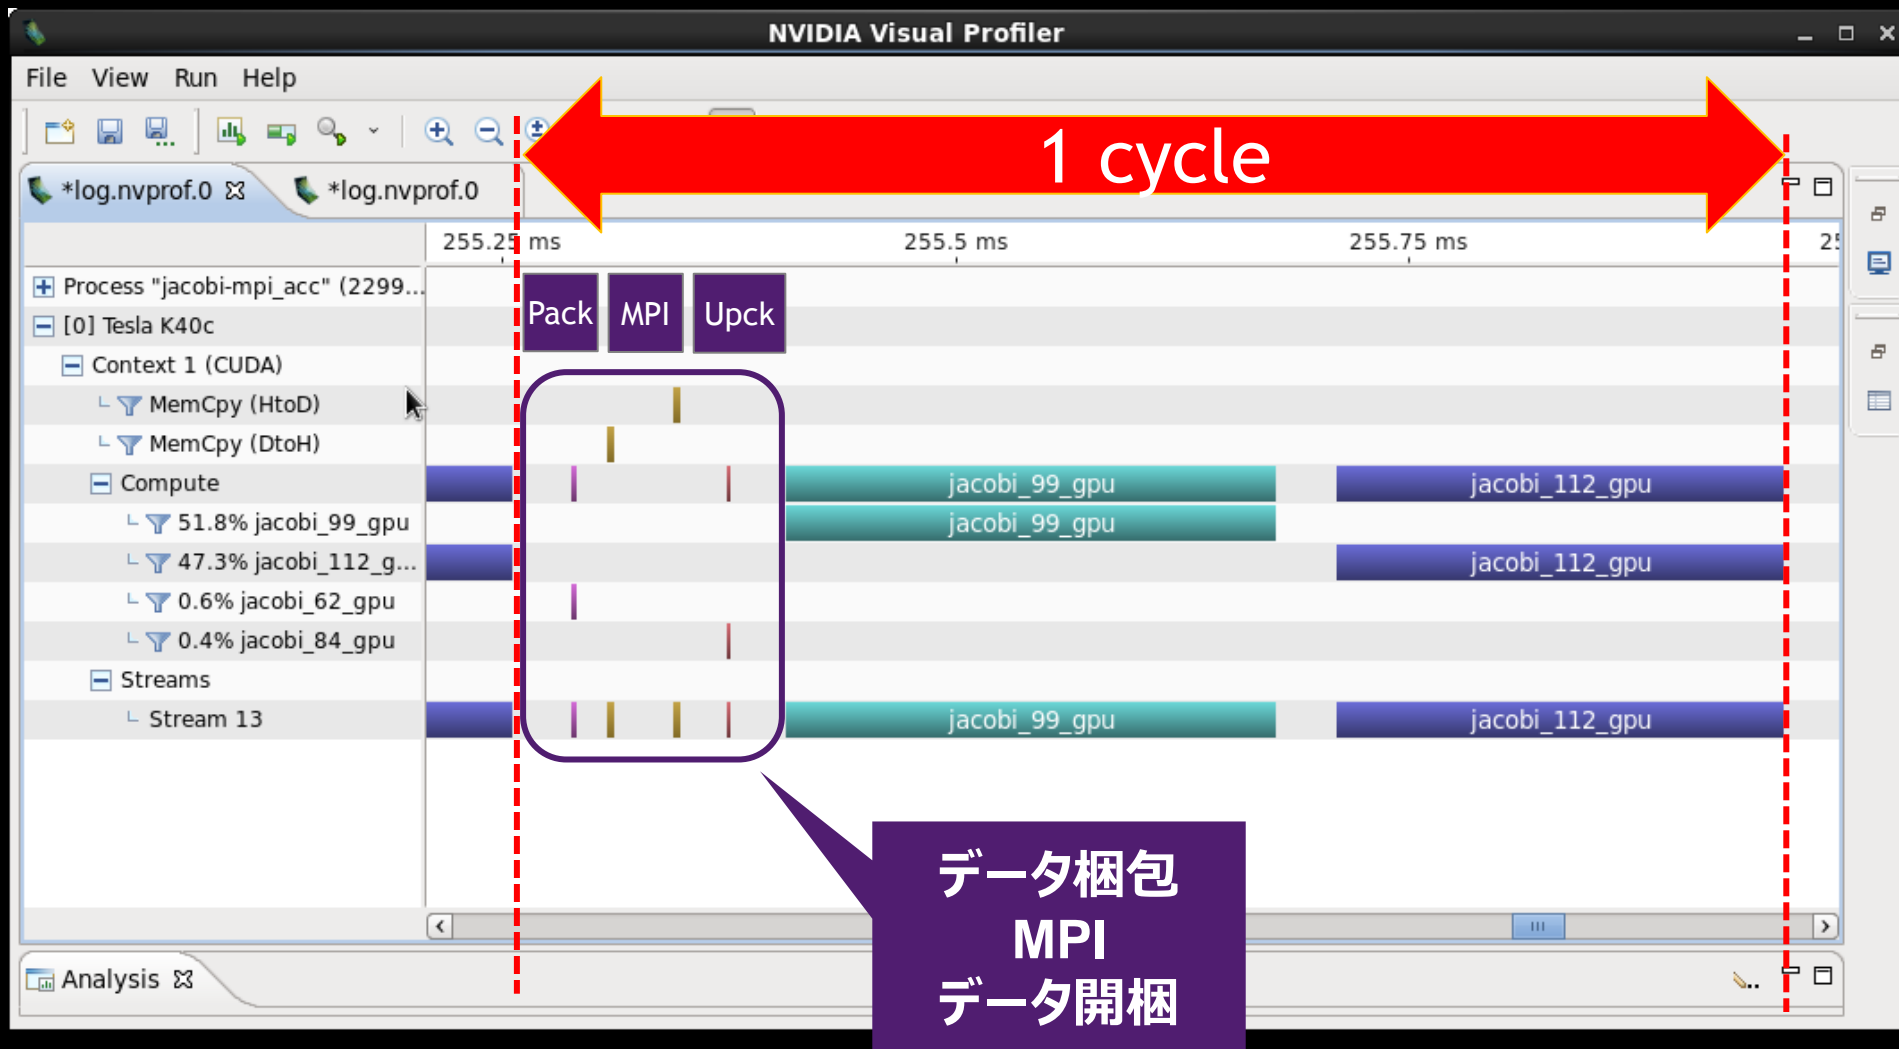 NVIDIA Visual Profiler
File View Run Help
1 cycle
*log.nvprof.0 *log.nvprof.0
255.25 ms 255.5 ms 255.75 ms 25
Process "jacobi-mpi_acc" (2299...
Pack MPI Upck
[0] Tesla K40c
Context 1 (CUDA)
MemCpy (HtoD)
MemCpy (DtoH)
Compute jacobi_99_gpu jacobi_112_gpu
51.8% jacobi_99_gpu jacobi_99_gpu
47.3% jacobi_112_g... jacobi_112_gpu
0.6% jacobi_62_gpu
0.4% jacobi_84_gpu
Streams
Stream 13 jacobi_99_gpu jacobi_112_gpu
データ梱包
MPI
データ開梱
Analysis